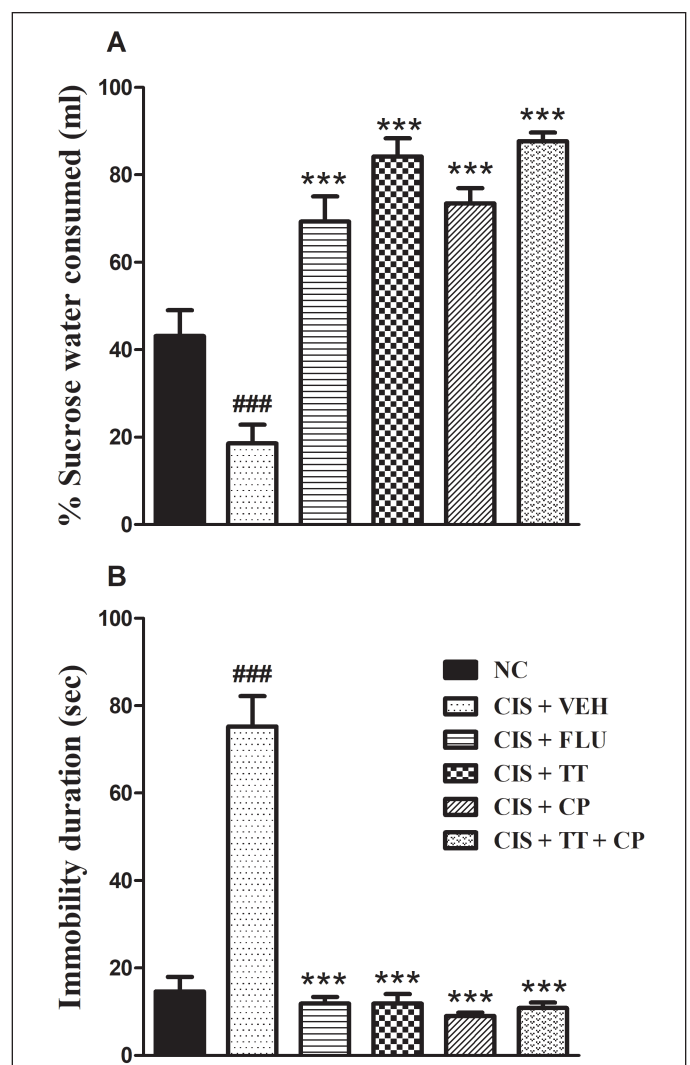 A
% Sucrose water consumed (ml)
100
80
60
40
20
0
###
***
***
***
***
B
Immobility duration (sec)
100
80
60
40
20
0
###
***
***
***
***
NC
CIS + VEH
CIS + FLU
CIS + TT
CIS + CP
CIS + TT + CP